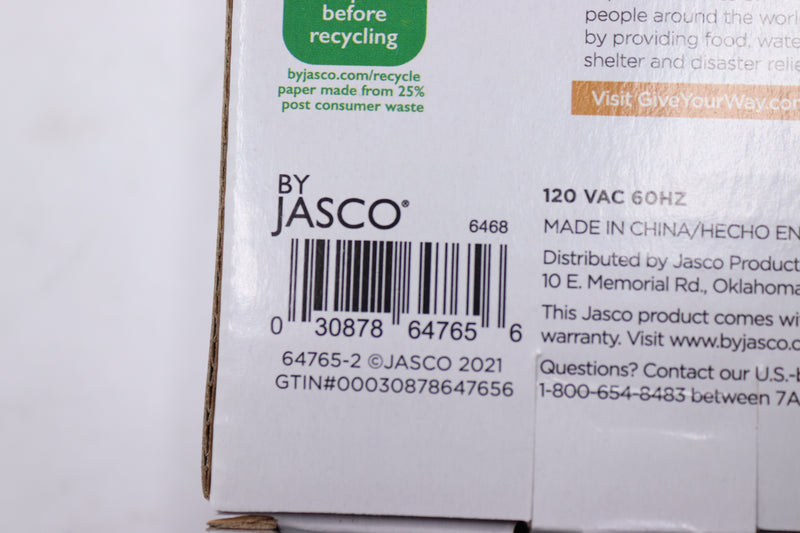 before
recycling
byjasco.com/recycle
paper made from 25%
post consumer waste
people around the world
by providing food, water
shelter and disaster relie
Visit GiveYourWay.com
BY
JASCO®
6468
0 30878 64765 6
64765-2 ©JASCO 2021
GTIN#00030878647656
120 VAC 60HZ
MADE IN CHINA/HECHO EN
Distributed by Jasco Product
10 E. Memorial Rd., Oklahoma
This Jasco product comes wi
warranty. Visit www.byjasco.c
Questions? Contact our U.S.-b
1-800-654-8483 between 7A